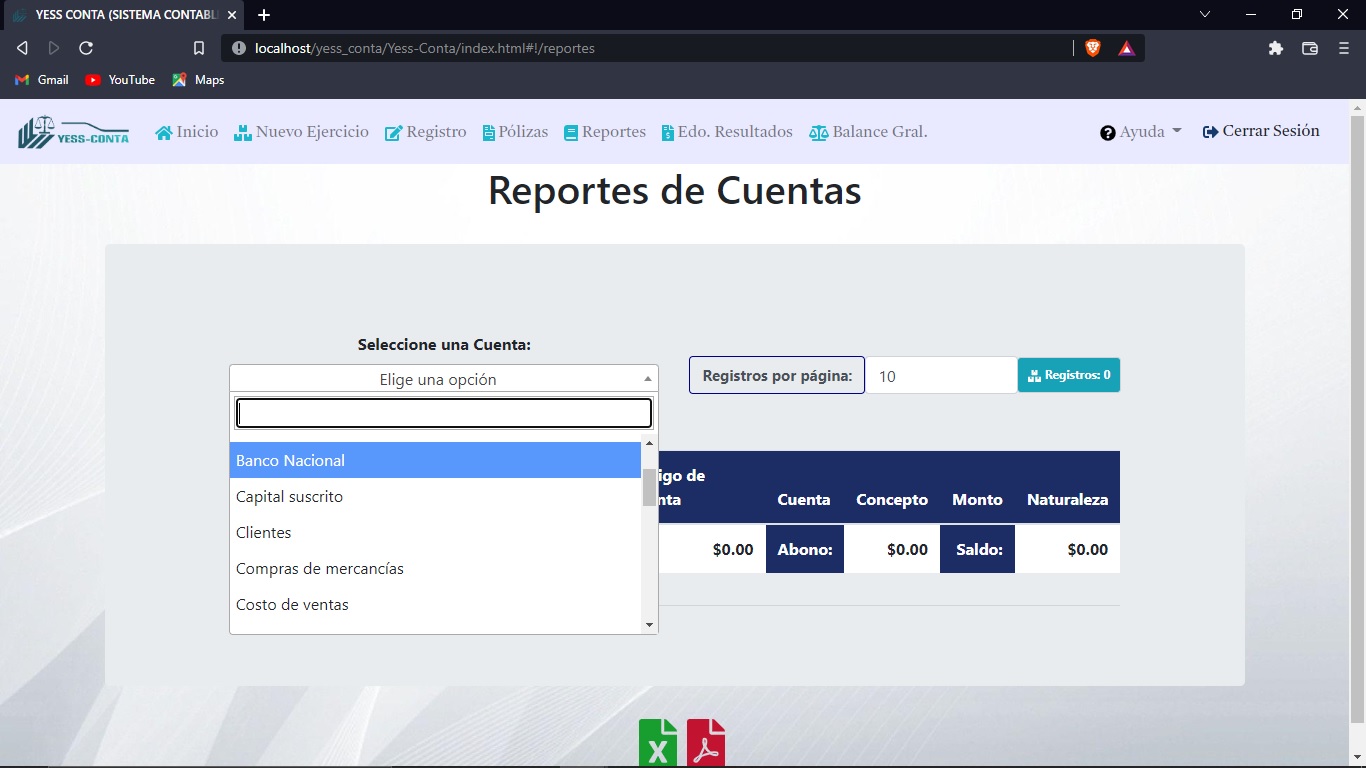 YESS CONTA (SISTEMA CONTABL
localhost/yess_conta/Yess-Conta/index.html#!/reportes
Gmail YouTube Maps
YESS-CONTA Inicio Nuevo Ejercicio Registro Pólizas Reportes Edo. Resultados Balance Gral. Ayuda Cerrar Sesión
Reportes de Cuentas
Seleccione una Cuenta:
Elige una opción
Registros por página: 10 Registros: 0
Banco Nacional
Capital suscrito
Clientes
Compras de mercancías
Costo de ventas
igo de
nta Cuenta Concepto Monto Naturaleza
$0.00 Abono: $0.00 Saldo: $0.00